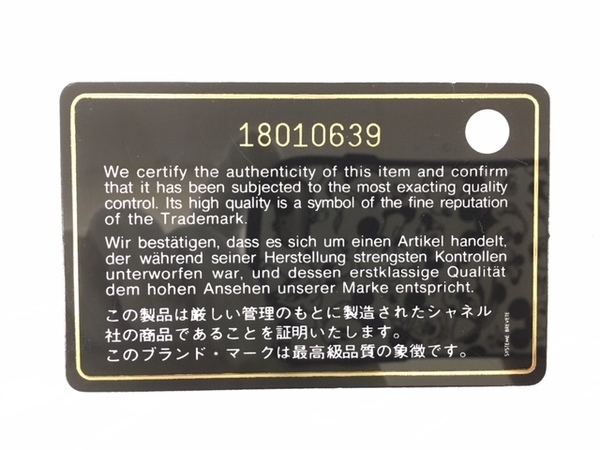 18010639
We certify the authenticity of this item and confirm
that it has been subjected to the most exacting quality
control. Its high quality is a symbol of the fine reputation
of the Trademark.
Wir bestätigen, dass es sich um einen Artikel handelt,
der während seiner Herstellung strengsten Kontrollen
unterworfen war, und dessen erstklassige Qualität
dem hohen Ansehen unserer Marke entspricht.
この製品は厳しい管理のもとに製造されたシャネル
社の商品であることを証明いたします。
このブランド・マークは最高級品質の象徴です。
SYSTEME BREVETE